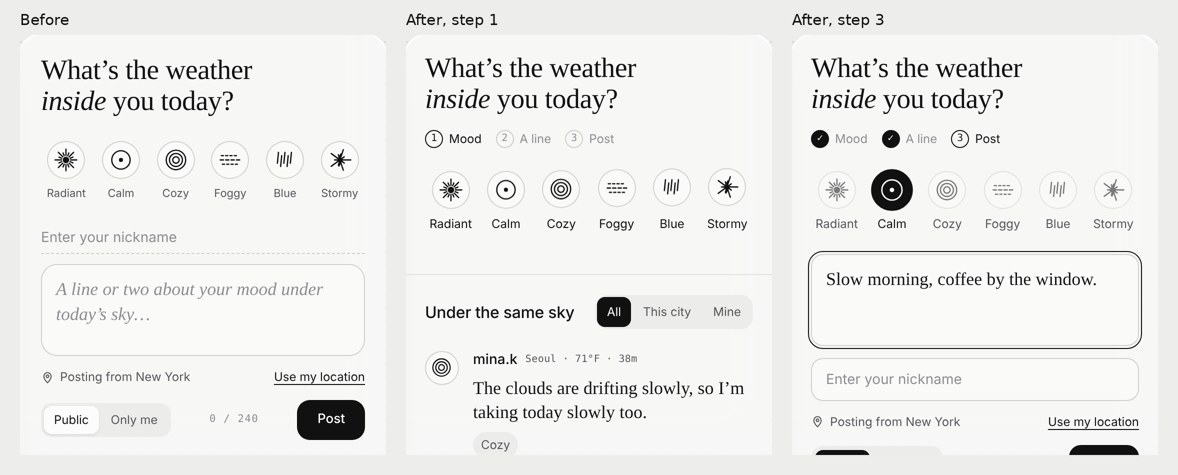 Before
What’s the weather
inside you today?
Radiant Calm Cozy Foggy Blue Stormy
Enter your nickname
A line or two about your mood under
today’s sky…
Posting from New York Use my location
Public Only me 0 / 240 Post
After, step 1
What’s the weather
inside you today?
1 Mood 2 A line 3 Post
Radiant Calm Cozy Foggy Blue Stormy
Under the same sky All This city Mine
mina.k Seoul · 71°F · 38m
The clouds are drifting slowly, so I’m
taking today slowly too.
Cozy
After, step 3
What’s the weather
inside you today?
✓ Mood ✓ A line 3 Post
Radiant Calm Cozy Foggy Blue Stormy
Slow morning, coffee by the window.
Enter your nickname
Posting from New York Use my location